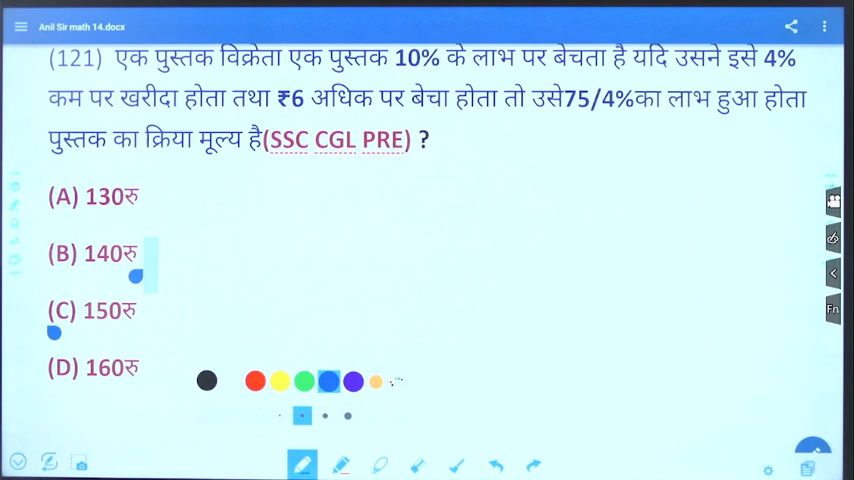 Anil Sir math 14.docx
(121) एक पुस्तक विक्रेता एक पुस्तक 10% के लाभ पर बेचता है यदि उसने इसे 4%
कम पर खरीदा होता तथा ₹6 अधिक पर बेचा होता तो उसे75/4%का लाभ हुआ होता
पुस्तक का क्रिया मूल्य है(SSC CGL PRE) ?
(A) 130रु
(B) 140रु
(C) 150रु
(D) 160रु
Fn